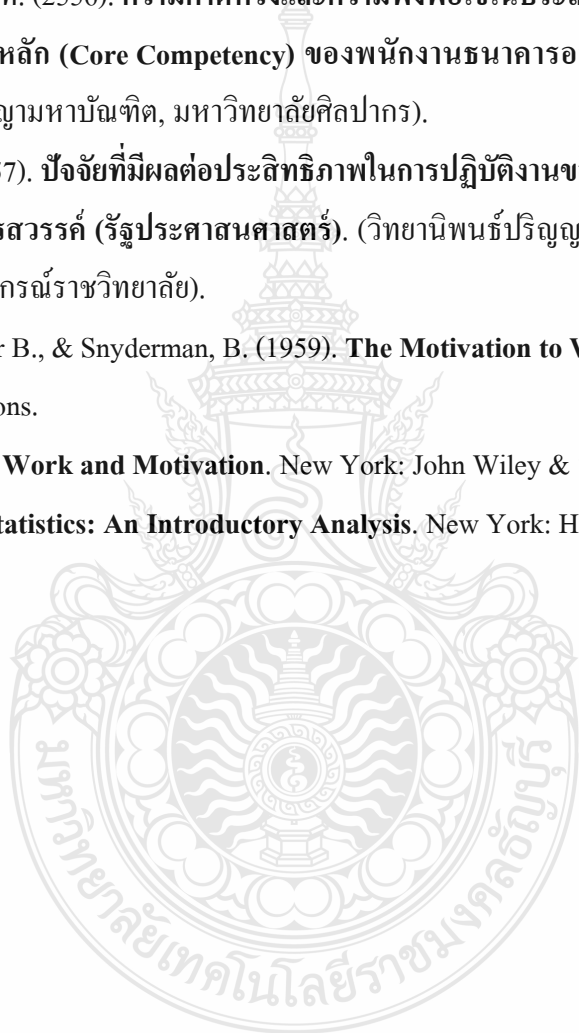 (2550). ความคาดหวังและความพึงพอใจในประส
หลัก (Core Competency) ของพนักงานธนาคารอ
ญามหาบัณฑิต, มหาวิทยาลัยศิลปากร).
7). ปัจจัยที่มีผลต่อประสิทธิภาพในการปฏิบัติงานข
รสวรรค์ (รัฐประศาสนศาสตร์). (วิทยานิพนธ์ปริญญ
กรณ์ราชวิทยาลัย).
r B., & Snyderman, B. (1959). The Motivation to W
ons.
Work and Motivation. New York: John Wiley &
tatistics: An Introductory Analysis. New York: H
มหาวิทยาลัยเทคโนโลยีราชมงคลธัญบุรี